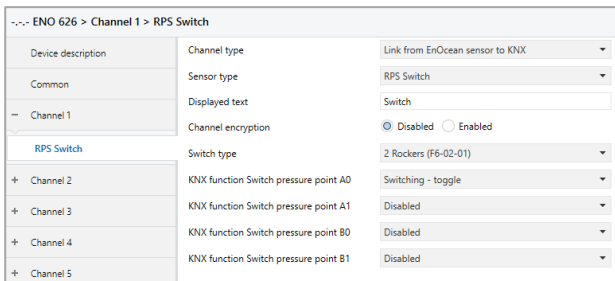 -.-.- ENO 626 > Channel 1 > RPS Switch
Device description
Common
Channel 1
RPS Switch
Channel 2
Channel 3
Channel 4
Channel 5
Channel type Link from EnOcean sensor to KNX
Sensor type RPS Switch
Displayed text Switch
Channel encryption Disabled Enabled
Switch type 2 Rockers (F6-02-01)
KNX function Switch pressure point A0 Switching - toggle
KNX function Switch pressure point A1 Disabled
KNX function Switch pressure point B0 Disabled
KNX function Switch pressure point B1 Disabled